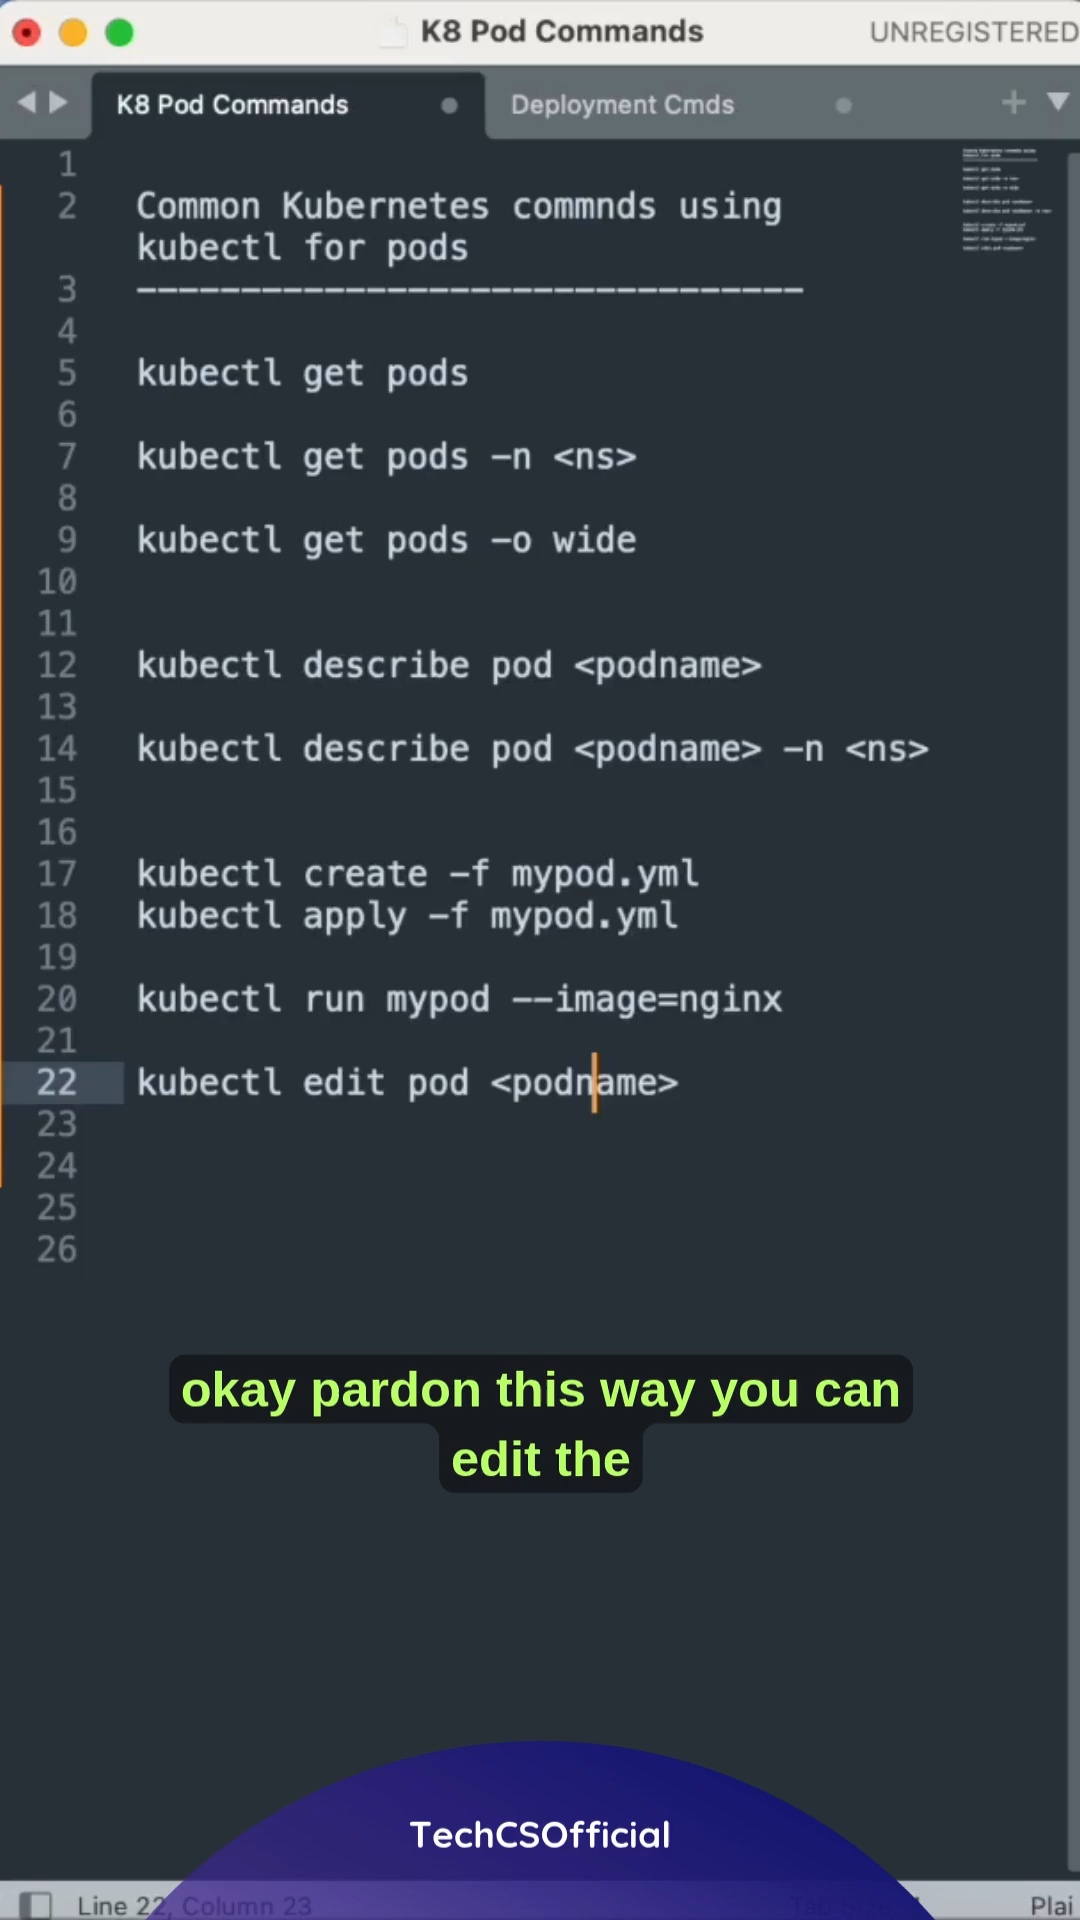 K8 Pod Commands
UNREGISTERED
K8 Pod Commands
Deployment Cmds
1
2 Common Kubernetes commnds using
kubectl for pods
3 --------------------------------
4
5 kubectl get pods
6
7 kubectl get pods -n <ns>
8
9 kubectl get pods -o wide
10
11
12 kubectl describe pod <podname>
13
14 kubectl describe pod <podname> -n <ns>
15
16
17 kubectl create -f mypod.yml
18 kubectl apply -f mypod.yml
19
20 kubectl run mypod --image=nginx
21
22 kubectl edit pod <podname>
23
24
25
26
okay pardon this way you can
edit the
TechCSOfficial
Line 22, Column 23
Plai